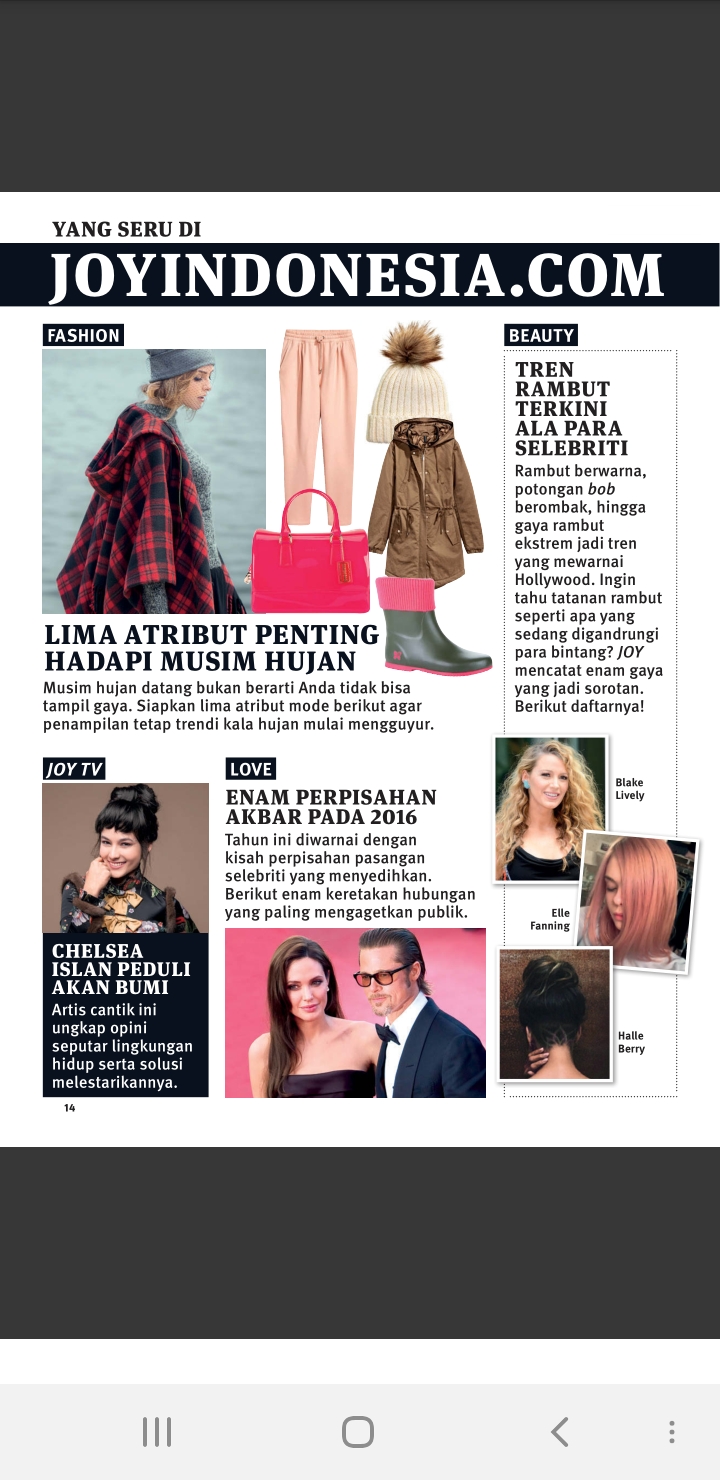 YANG SERU DI
JOYINDONESIA.COM
FASHION
LIMA ATRIBUT PENTING
HADAPI MUSIM HUJAN
Musim hujan datang bukan berarti Anda tidak bisa
tampil gaya. Siapkan lima atribut mode berikut agar
penampilan tetap trendi kala hujan mulai mengguyur.
BEAUTY
TREN
RAMBUT
TERKINI
ALA PARA
SELEBRITI
Rambut berwarna,
potongan bob
berombak, hingga
gaya rambut
ekstrem jadi tren
yang mewarnai
Hollywood. Ingin
tahu tatanan rambut
seperti apa yang
sedang digandrungi
para bintang? JOY
mencatat enam gaya
yang jadi sorotan.
Berikut daftarnya!
Blake
Lively
Elle
Fanning
Halle
Berry
JOY TV
CHELSEA
ISLAN PEDULI
AKAN BUMI
Artis cantik ini
ungkap opini
seputar lingkungan
hidup serta solusi
melestarikannya.
LOVE
ENAM PERPISAHAN
AKBAR PADA 2016
Tahun ini diwarnai dengan
kisah perpisahan pasangan
selebriti yang menyedihkan.
Berikut enam keretakan hubungan
yang paling mengagetkan publik.
14